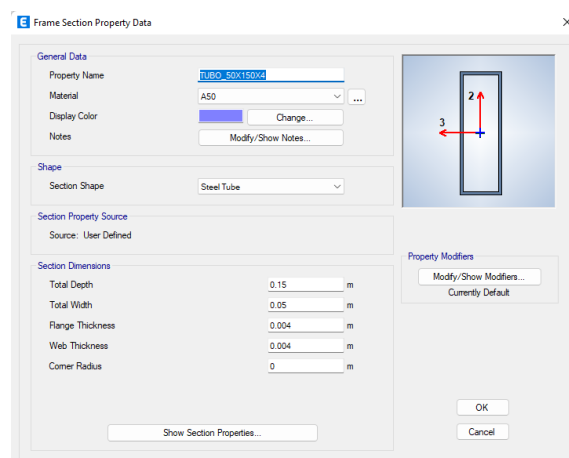 E Frame Section Property Data
General Data
Property Name TUBO_50X150X4
Material A50 ...
Display Color Change...
Notes Modify/Show Notes...
Shape
Section Shape Steel Tube
Section Property Source
Source: User Defined
Section Dimensions
Total Depth 0.15 m
Total Width 0.05 m
Flange Thickness 0.004 m
Web Thickness 0.004 m
Corner Radius 0 m
Show Section Properties...
2
3
Property Modifiers
Modify/Show Modifiers...
Currently Default
OK
Cancel